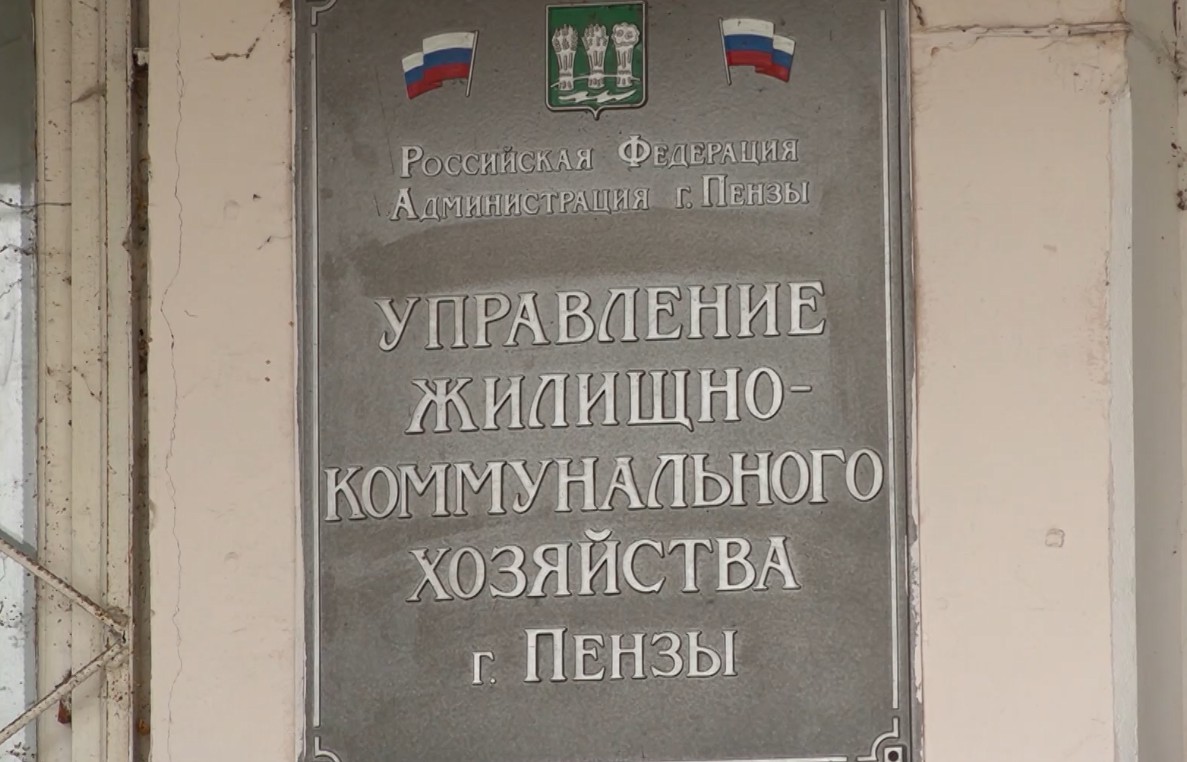 Российская Федерация
Администрация г. Пензы
УПРАВЛЕНИЕ
ЖИЛИЩНО-
КОММУНАЛЬНОГО
ХОЗЯЙСТВА
г. Пензы